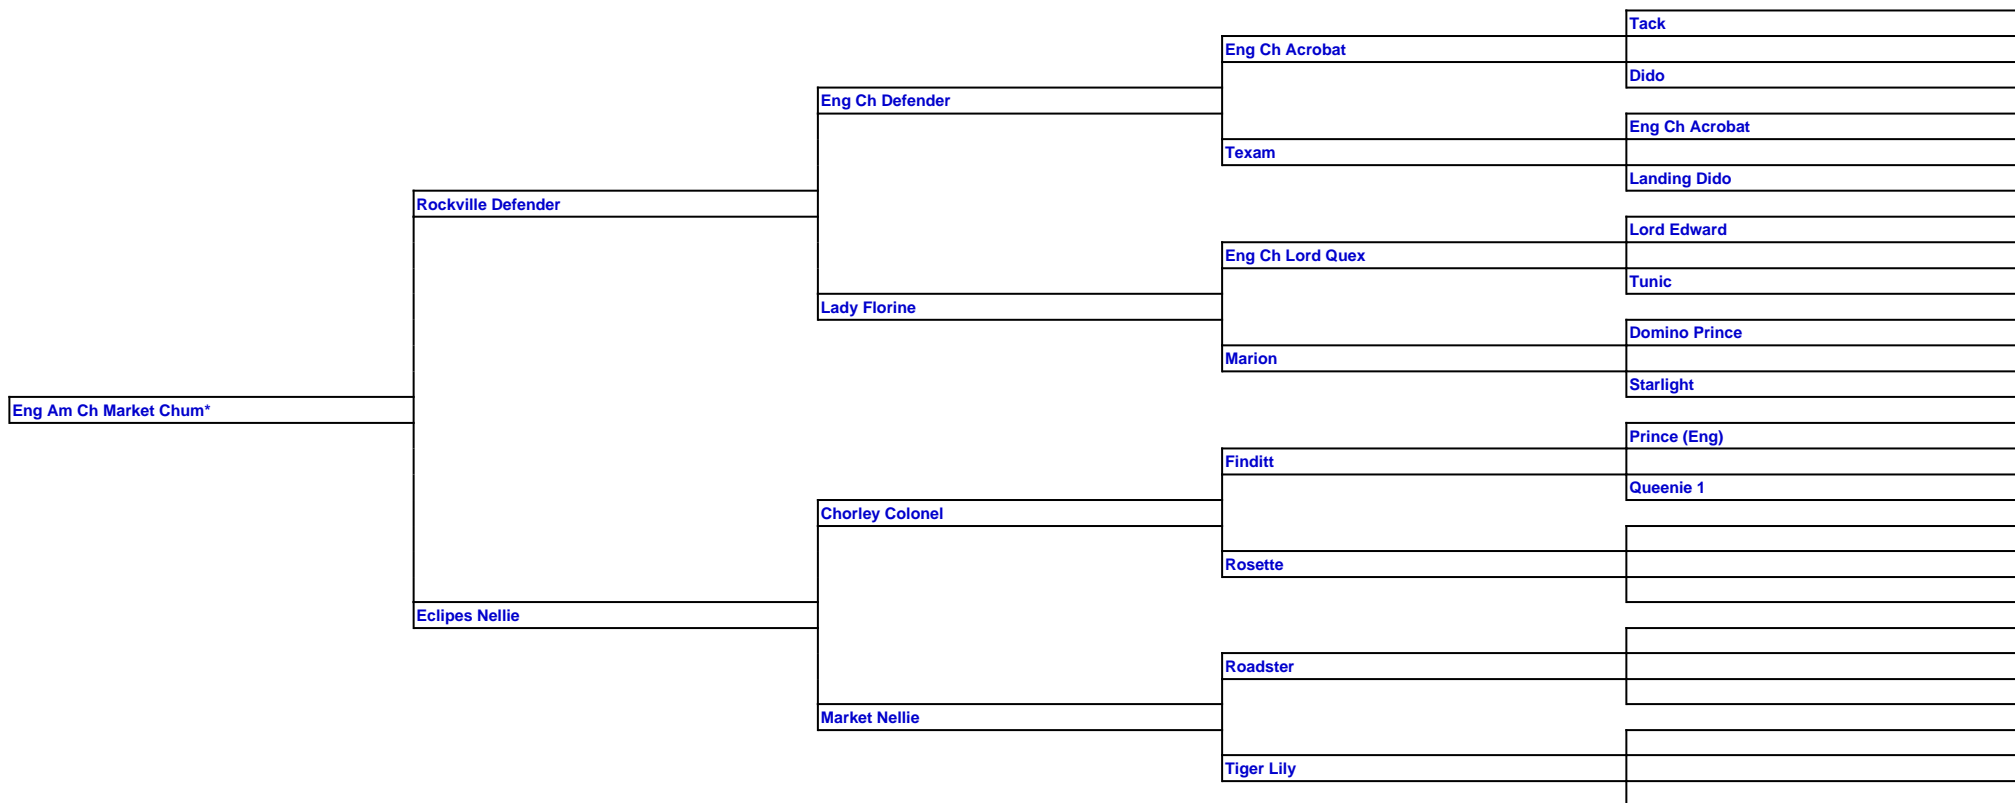 Tack
Eng Ch Acrobat
Dido
Eng Ch Defender
Eng Ch Acrobat
Texam
Landing Dido
Rockville Defender
Lord Edward
Eng Ch Lord Quex
Tunic
Lady Florine
Domino Prince
Marion
Starlight
Eng Am Ch Market Chum*
Prince (Eng)
Finditt
Queenie 1
Chorley Colonel
Rosette
Eclipes Nellie
Roadster
Market Nellie
Tiger Lily